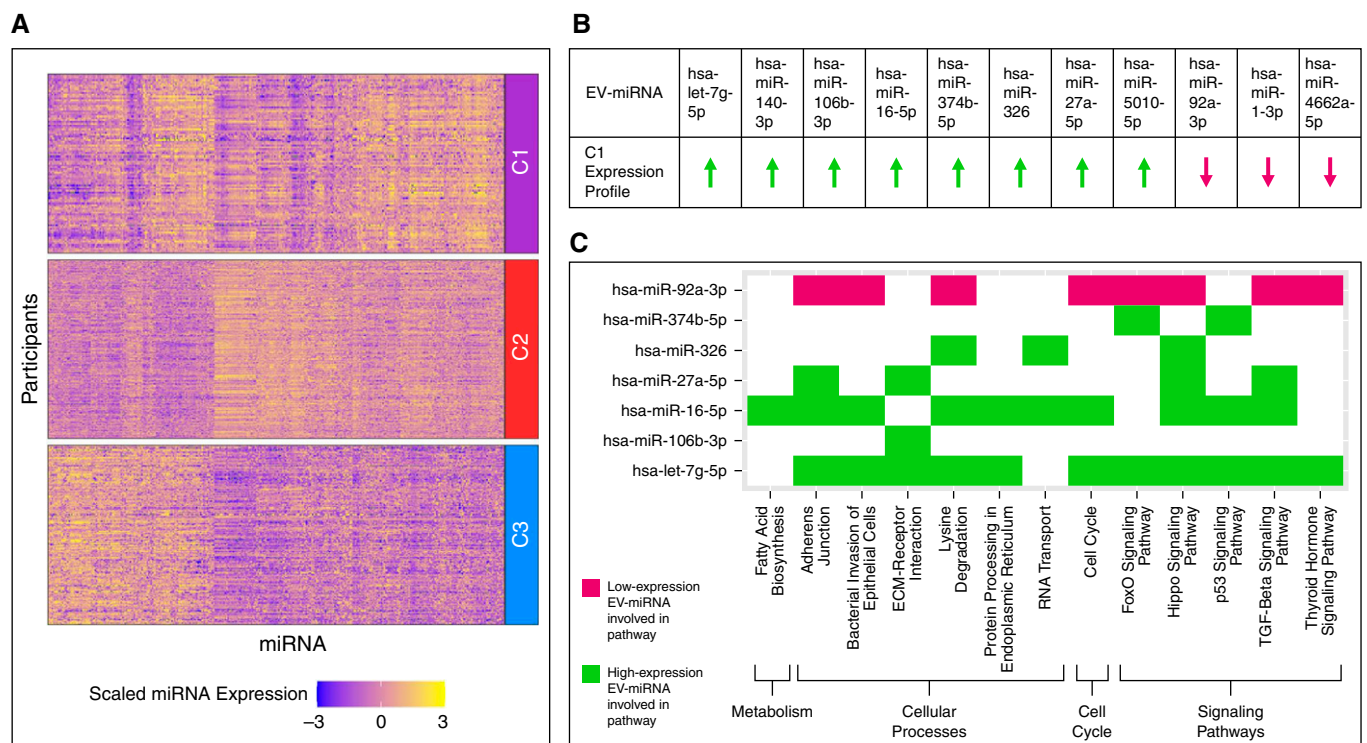 A
Participants
C1
C2
C3
miRNA
Scaled miRNA Expression
–3 0 3
B
EV-miRNA
hsa-
let-7g-
5p
hsa-
miR-
140-
3p
hsa-
miR-
106b-
3p
hsa-
miR-
16-5p
hsa-
miR-
374b-
5p
hsa-
miR-
326
hsa-
miR-
27a-
5p
hsa-
miR-
5010-
5p
hsa-
miR-
92a-
3p
hsa-
miR-
1-3p
hsa-
miR-
4662a-
5p
C1
Expression
Profile
C
hsa-miR-92a-3p
hsa-miR-374b-5p
hsa-miR-326
hsa-miR-27a-5p
hsa-miR-16-5p
hsa-miR-106b-3p
hsa-let-7g-5p
Fatty Acid
Biosynthesis
Adherens
Junction
Bacterial Invasion of
Epithelial Cells
ECM-Receptor
Interaction
Lysine
Degradation
Protein Processing in
Endoplasmic Reticulum
RNA Transport
Cell Cycle
FoxO Signaling
Pathway
Hippo Signaling
Pathway
p53 Signaling
Pathway
TGF-Beta Signaling
Pathway
Thyroid Hormone
Signaling Pathway
Low-expression
EV-miRNA
involved in
pathway
High-expression
EV-miRNA
involved in
pathway
Metabolism
Cellular
Processes
Cell
Cycle
Signaling
Pathways